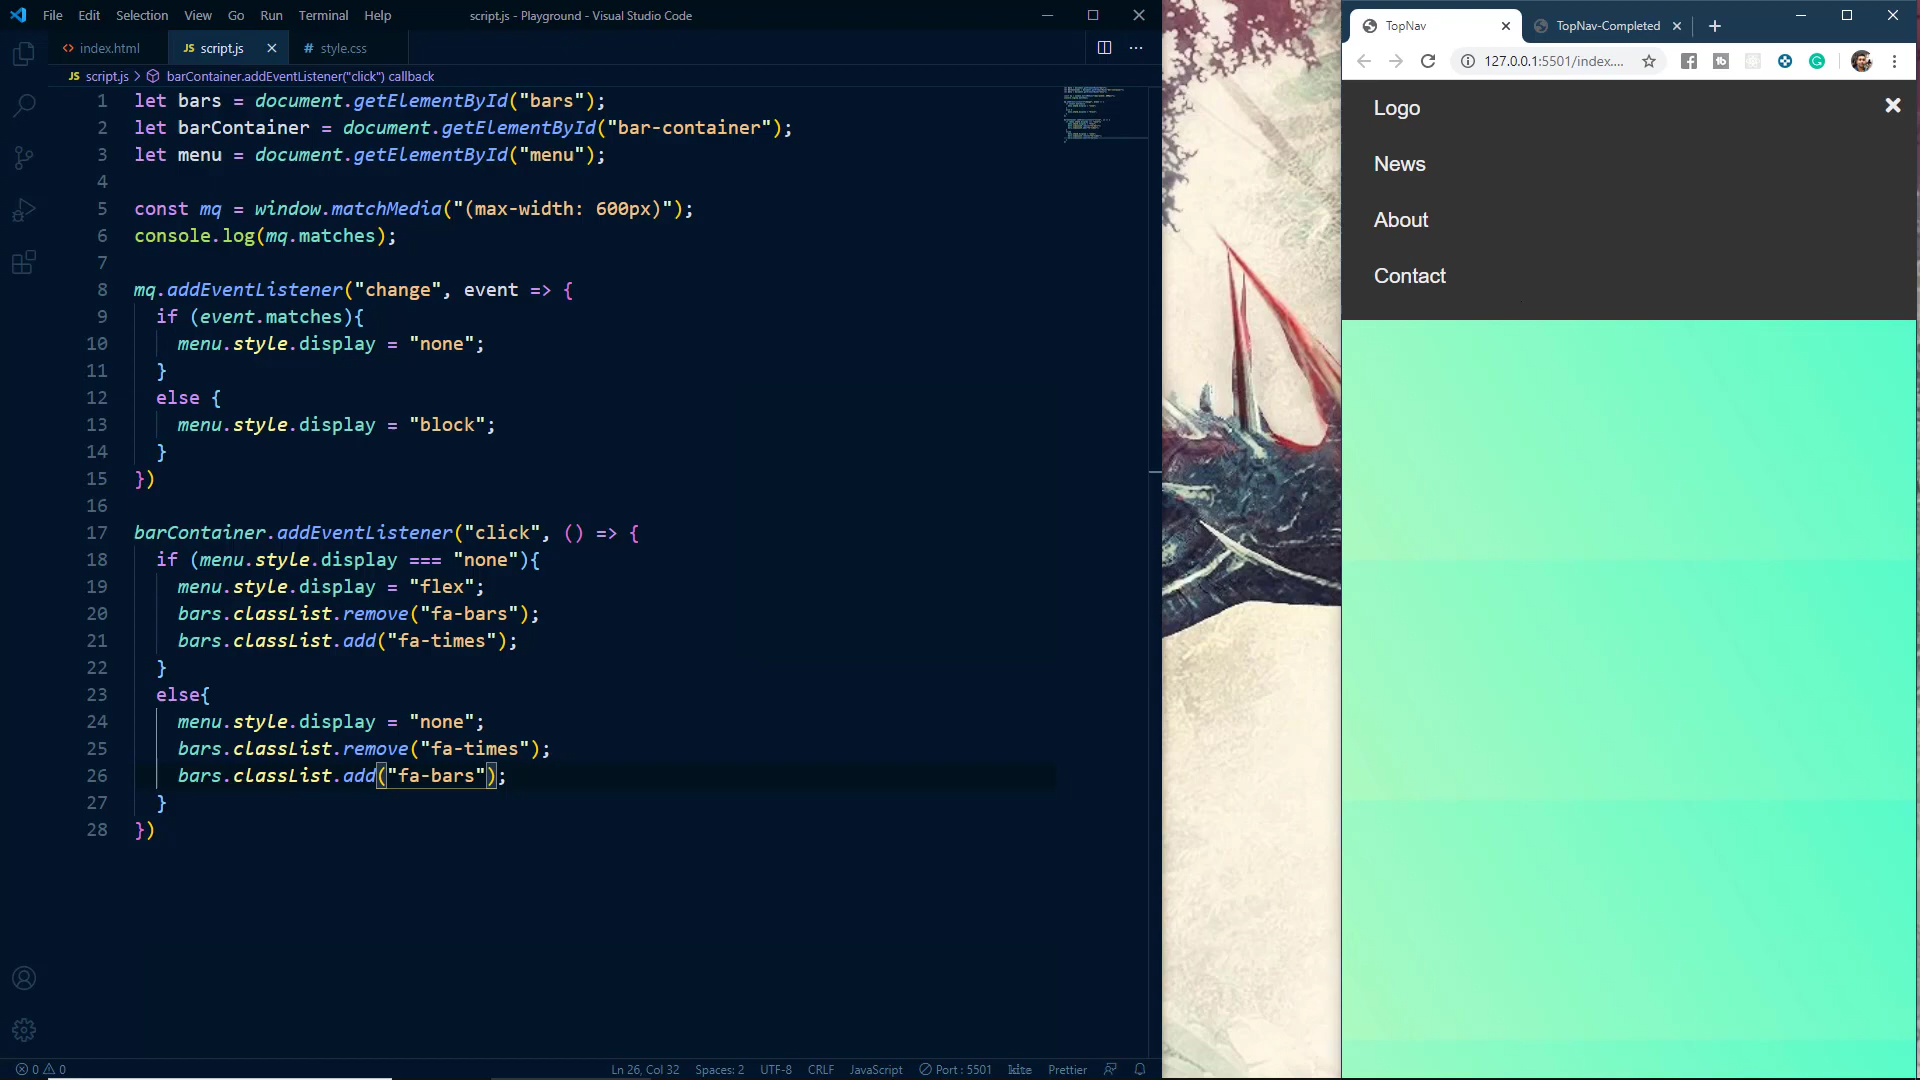 File Edit Selection View Go Run Terminal Help script.js - Playground - Visual Studio Code
index.html JS script.js # style.css
JS script.js > barContainer.addEventListener("click") callback
1 let bars = document.getElementById("bars");
2 let barContainer = document.getElementById("bar-container");
3 let menu = document.getElementById("menu");
4
5 const mq = window.matchMedia("(max-width: 600px)");
6 console.log(mq.matches);
7
8 mq.addEventListener("change", event => {
9 if (event.matches){
10 menu.style.display = "none";
11 }
12 else {
13 menu.style.display = "block";
14 }
15 })
16
17 barContainer.addEventListener("click", () => {
18 if (menu.style.display === "none"){
19 menu.style.display = "flex";
20 bars.classList.remove("fa-bars");
21 bars.classList.add("fa-times");
22 }
23 else{
24 menu.style.display = "none";
25 bars.classList.remove("fa-times");
26 bars.classList.add("fa-bars");
27 }
28 })
0 0 Ln 26, Col 32 Spaces: 2 UTF-8 CRLF JavaScript Port : 5501 kite Prettier
TopNav TopNav-Completed
127.0.0.1:5501/index....
Logo
News
About
Contact